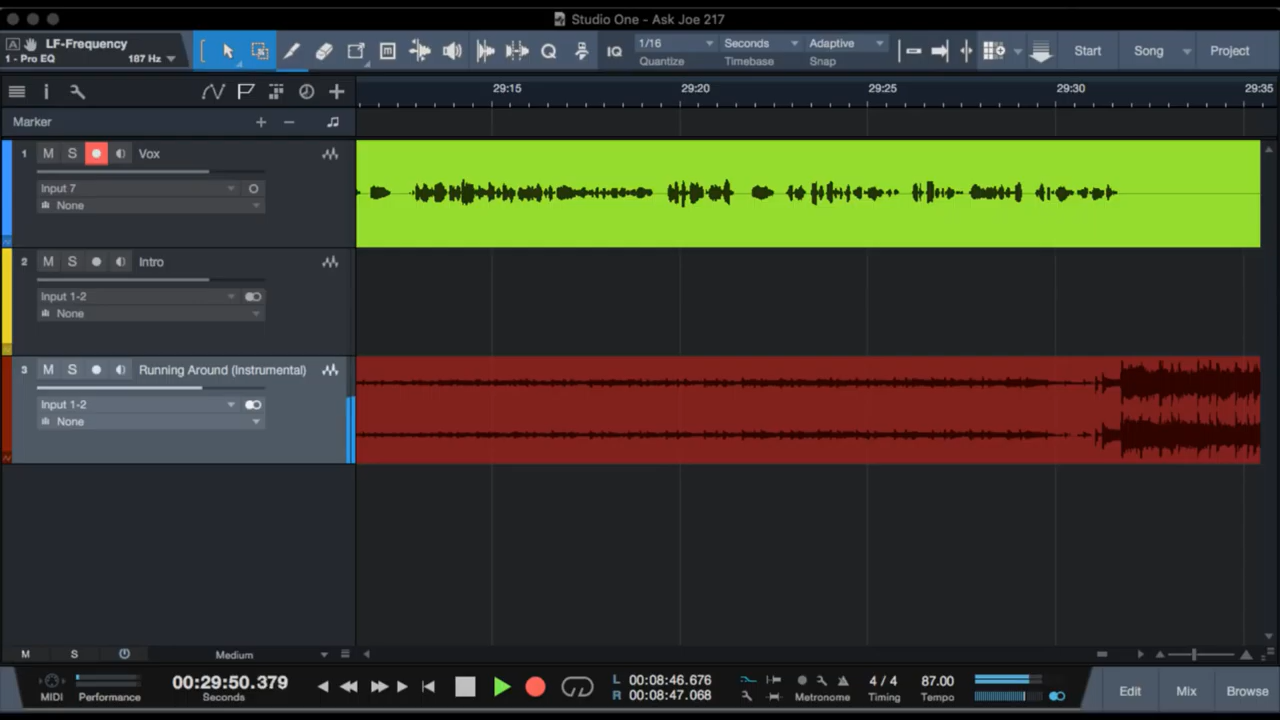 Studio One - Ask Joe 217
A LF-Frequency
1 - Pro EQ 187 Hz
IQ 1/16 Seconds Adaptive Start Song Project
Quantize Timebase Snap
29:15 29:20 29:25 29:30 29:35
Marker
1 M S Vox
Input 7
None
2 M S Intro
Input 1-2
None
3 M S Running Around (Instrumental)
Input 1-2
None
M S Medium
00:29:50.379 L 00:08:46.676 4 / 4 87.00
MIDI Performance Seconds R 00:08:47.068 Metronome Timing Tempo Edit Mix Browse